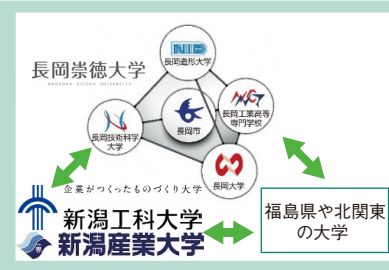 NID
長岡造形大学
長岡崇徳大学
NAGAOKA SUTOKU UNIVERSITY
長岡工業高等
専門学校
長岡市
長岡技術科学
大学
長岡大学
企業がつくったものづくり大学
新潟工科大学
新潟産業大学
福島県や北関東
の大学